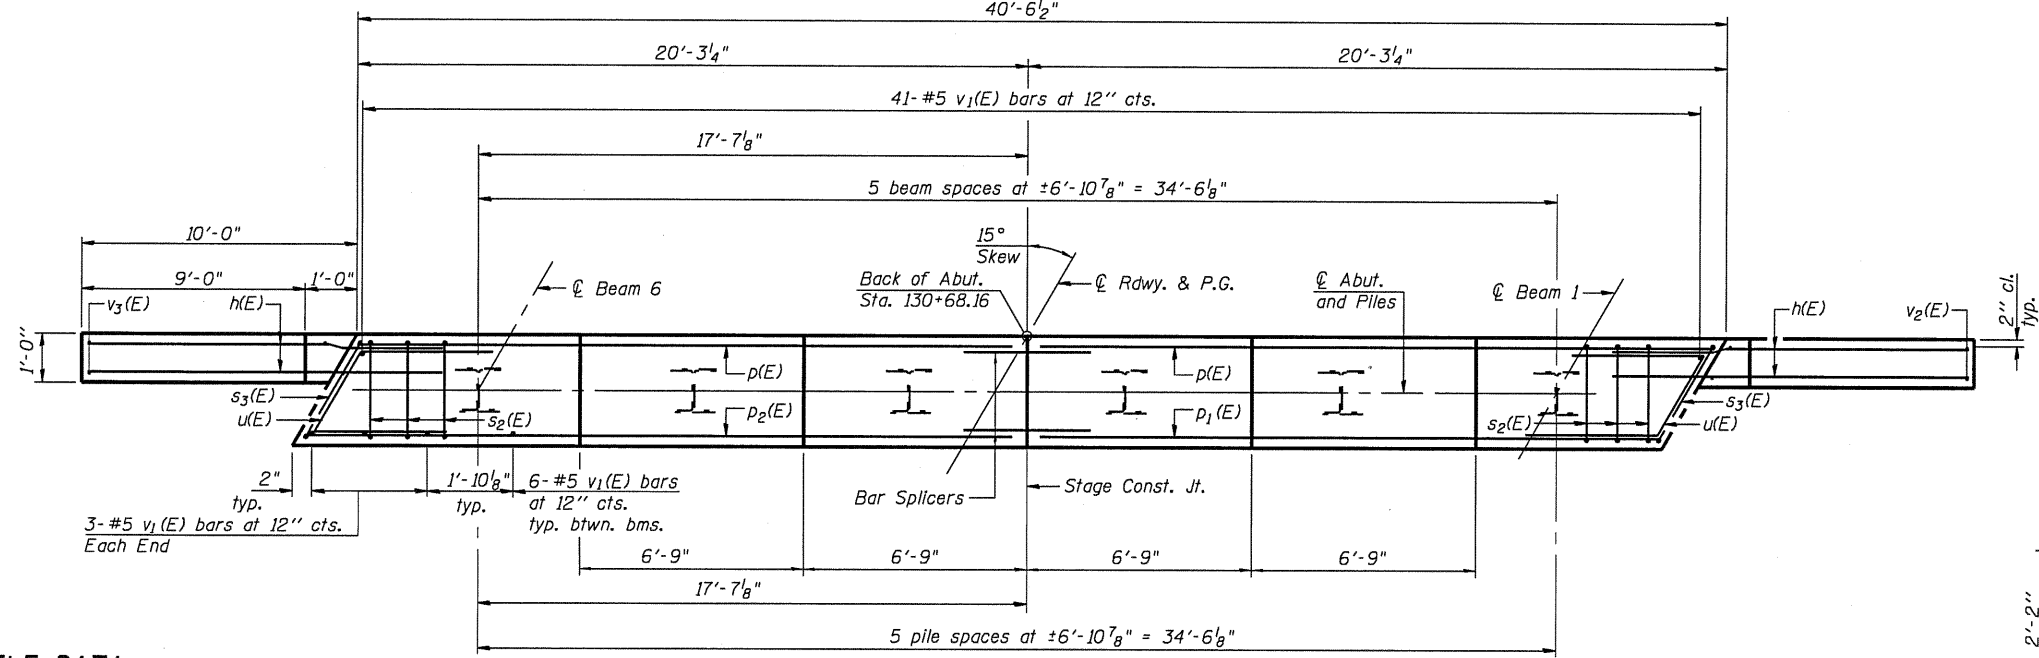 40'-6½"
20'-3¼"
20'-3¼"
41-#5 v₁(E) bars at 12" cts.
17'-7⅛"
5 beam spaces at ±6'-10⅞" = 34'-6⅛"
10'-0"
9'-0"
1'-0"
15°
Skew
℄ Beam 6
Back of Abut.
Sta. 130+68.16
℄ Rdwy. & P.G.
℄ Abut.
and Piles
℄ Beam 1
v₃(E)
h(E)
h(E)
v₂(E)
2" cl.
typ.
1'-0"
p(E)
p(E)
s₃(E)
u(E)
s₂(E)
p₂(E)
p₁(E)
s₂(E)
s₃(E)
u(E)
2"
typ.
1'-10⅛"
typ.
6-#5 v₁(E) bars
at 12" cts.
typ. btwn. bms.
Bar Splicers
Stage Const. Jt.
3-#5 v₁(E) bars at 12" cts.
Each End
6'-9"
6'-9"
6'-9"
6'-9"
17'-7⅛"
5 pile spaces at ±6'-10⅞" = 34'-6⅛"
2'-2"